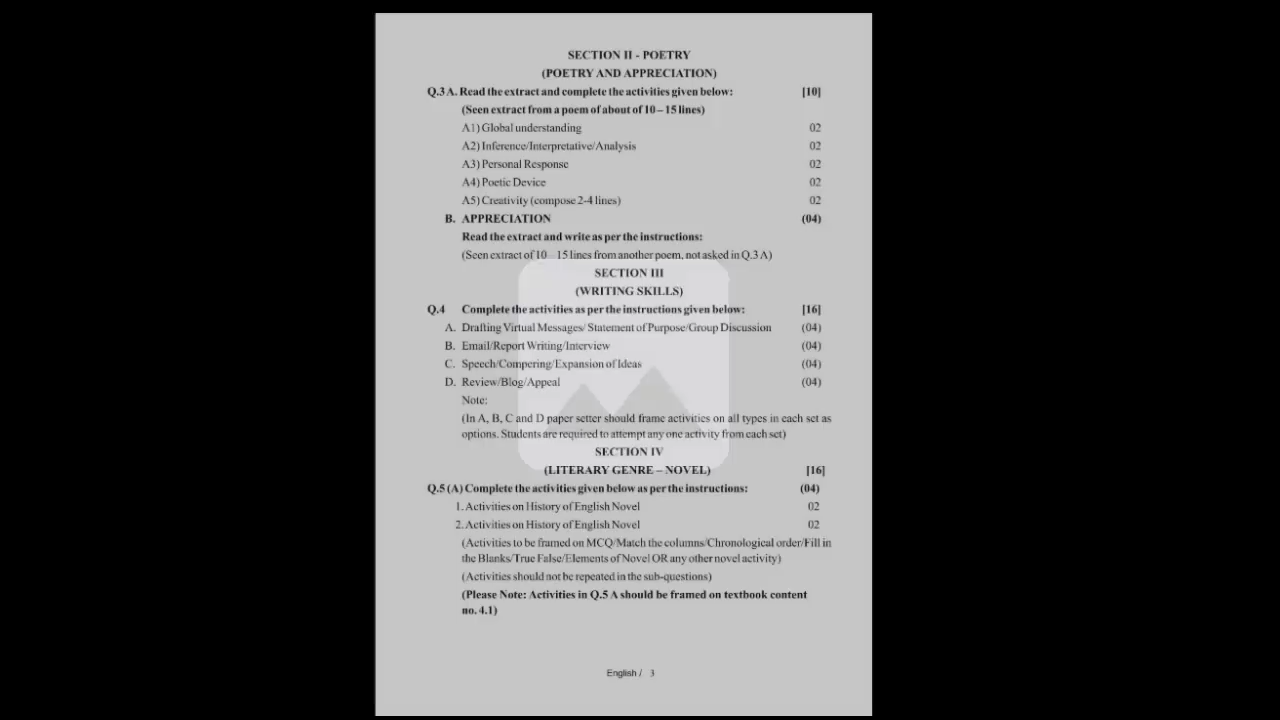 SECTION II - POETRY
(POETRY AND APPRECIATION)
Q.3 A. Read the extract and complete the activities given below: [10]
(Seen extract from a poem of about of 10 – 15 lines)
A1) Global understanding 02
A2) Inference/Interpretative/Analysis 02
A3) Personal Response 02
A4) Poetic Device 02
A5) Creativity (compose 2-4 lines) 02
B. APPRECIATION (04)
Read the extract and write as per the instructions:
(Seen extract of 10 – 15 lines from another poem, not asked in Q.3 A)
SECTION III
(WRITING SKILLS)
Q.4 Complete the activities as per the instructions given below: [16]
A. Drafting Virtual Messages/ Statement of Purpose/Group Discussion (04)
B. Email/Report Writing/Interview (04)
C. Speech/Compering/Expansion of Ideas (04)
D. Review/Blog/Appeal (04)
Note:
(In A, B, C and D paper setter should frame activities on all types in each set as
options. Students are required to attempt any one activity from each set)
SECTION IV
(LITERARY GENRE – NOVEL) [16]
Q.5 (A) Complete the activities given below as per the instructions: (04)
1. Activities on History of English Novel 02
2. Activities on History of English Novel 02
(Activities to be framed on MCQ/Match the columns/Chronological order/Fill in
the Blanks/True False/Elements of Novel OR any other novel activity)
(Activities should not be repeated in the sub-questions)
(Please Note: Activities in Q.5 A should be framed on textbook content
no. 4.1)
English / 3